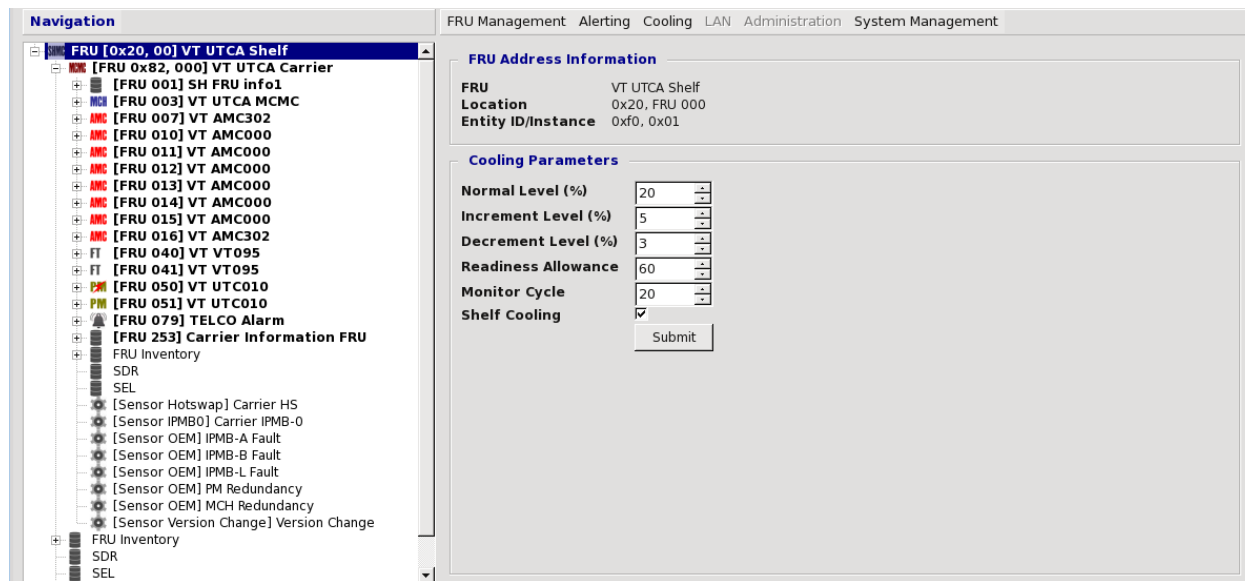 Navigation
FRU Management Alerting Cooling LAN Administration System Management
SHMC FRU [0x20, 00] VT UTCA Shelf
MCMC [FRU 0x82, 000] VT UTCA Carrier
[FRU 001] SH FRU info1
MCH [FRU 003] VT UTCA MCMC
AMC [FRU 007] VT AMC302
AMC [FRU 010] VT AMC000
AMC [FRU 011] VT AMC000
AMC [FRU 012] VT AMC000
AMC [FRU 013] VT AMC000
AMC [FRU 014] VT AMC000
AMC [FRU 015] VT AMC000
AMC [FRU 016] VT AMC302
FT [FRU 040] VT VT095
FT [FRU 041] VT VT095
PM [FRU 050] VT UTC010
PM [FRU 051] VT UTC010
[FRU 079] TELCO Alarm
[FRU 253] Carrier Information FRU
FRU Inventory
SDR
SEL
[Sensor Hotswap] Carrier HS
[Sensor IPMB0] Carrier IPMB-0
[Sensor OEM] IPMB-A Fault
[Sensor OEM] IPMB-B Fault
[Sensor OEM] IPMB-L Fault
[Sensor OEM] PM Redundancy
[Sensor OEM] MCH Redundancy
[Sensor Version Change] Version Change
FRU Inventory
SDR
SEL
FRU Address Information
FRU VT UTCA Shelf
Location 0x20, FRU 000
Entity ID/Instance 0xf0, 0x01
Cooling Parameters
Normal Level (%) 20
Increment Level (%) 5
Decrement Level (%) 3
Readiness Allowance 60
Monitor Cycle 20
Shelf Cooling
Submit